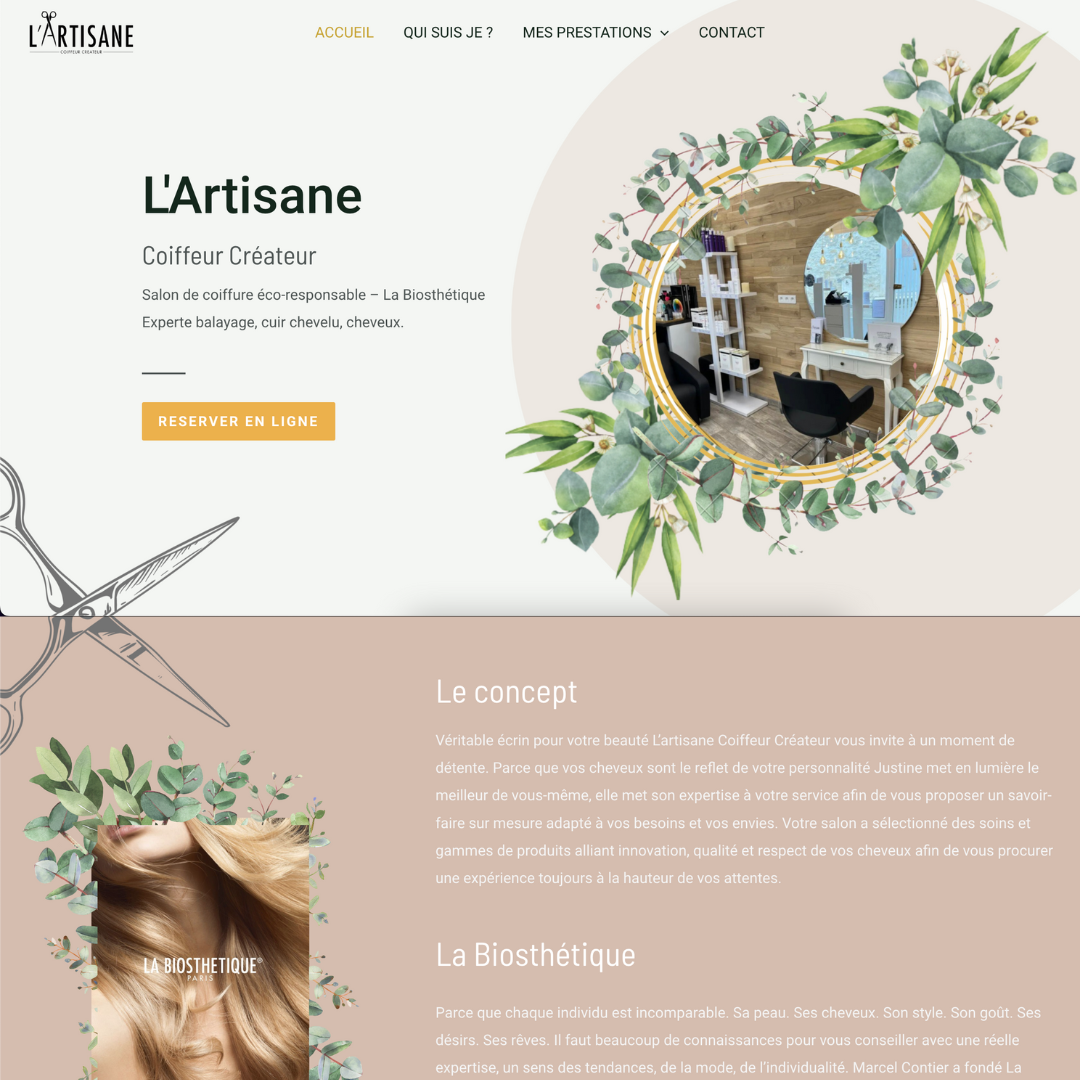 L'ARTISANE
COIFFEUR CRÉATEUR
ACCUEIL
QUI SUIS JE ?
MES PRESTATIONS
CONTACT
L'Artisane
Coiffeur Créateur
Salon de coiffure éco-responsable – La Biosthétique
Experte balayage, cuir chevelu, cheveux.
RESERVER EN LIGNE
Le concept
Véritable écrin pour votre beauté L'artisane Coiffeur Créateur vous invite à un moment de
détente. Parce que vos cheveux sont le reflet de votre personnalité Justine met en lumière le
meilleur de vous-même, elle met son expertise à votre service afin de vous proposer un savoir-
faire sur mesure adapté à vos besoins et vos envies. Votre salon a sélectionné des soins et
gammes de produits alliant innovation, qualité et respect de vos cheveux afin de vous procurer
une expérience toujours à la hauteur de vos attentes.
LA BIOSTHETIQUE®
PARIS
La Biosthétique
Parce que chaque individu est incomparable. Sa peau. Ses cheveux. Son style. Son goût. Ses
désirs. Ses rêves. Il faut beaucoup de connaissances pour vous conseiller avec une réelle
expertise, un sens des tendances, de la mode, de l'individualité. Marcel Contier a fondé La